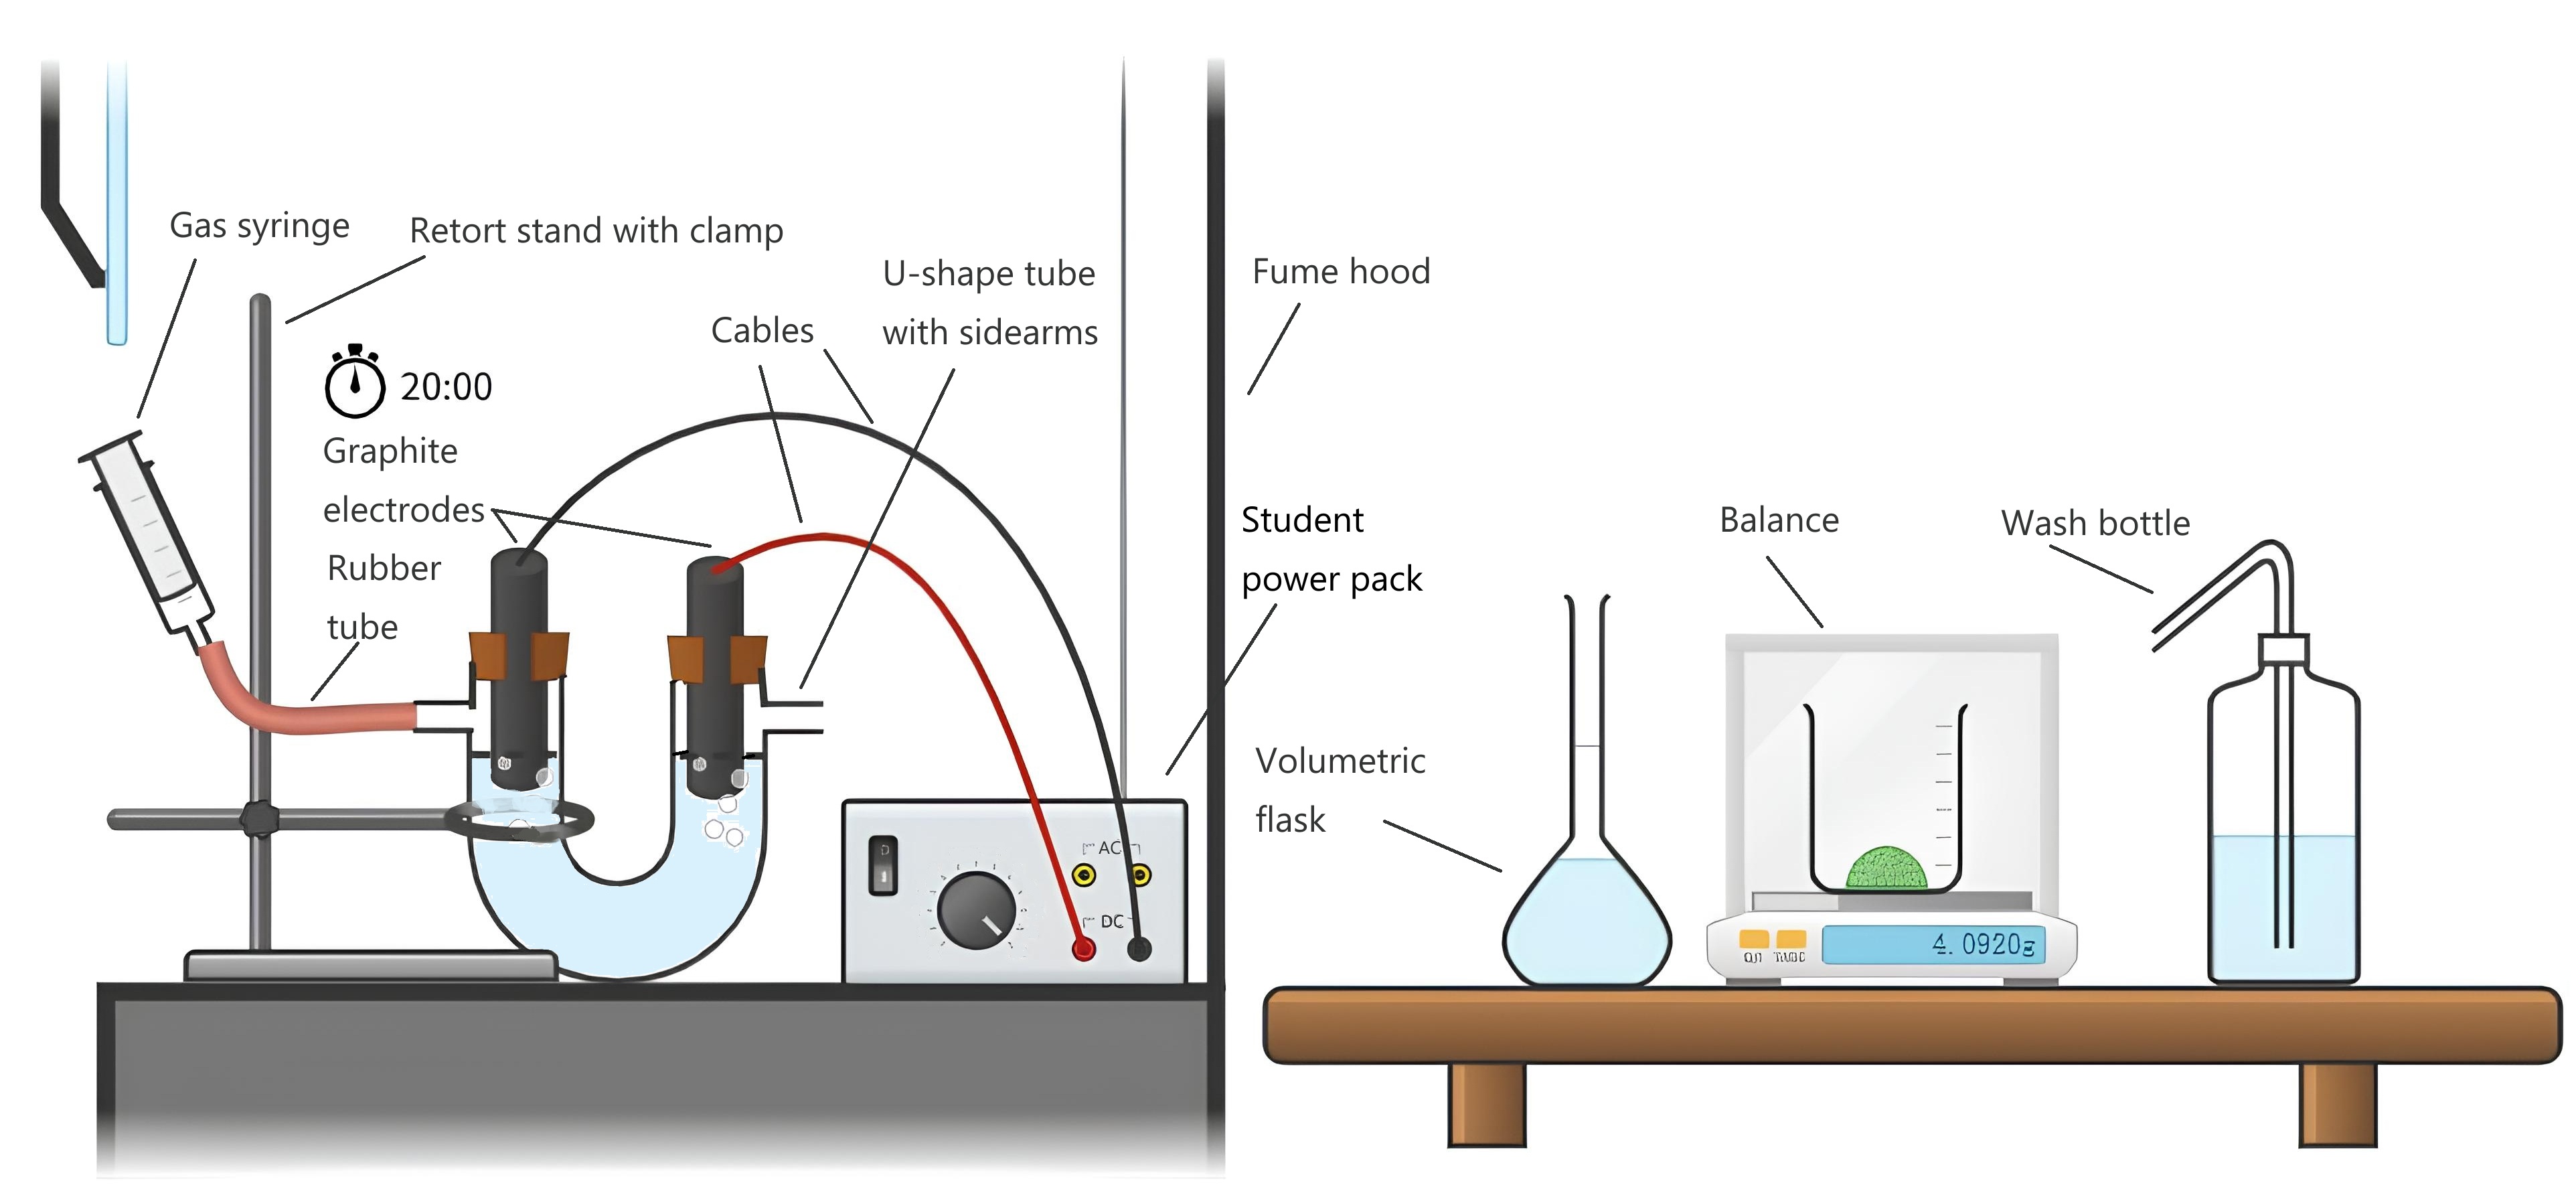 Gas syringe
Retort stand with clamp
U-shape tube
with sidearms
Cables
Fume hood
20:00
Graphite
electrodes
Rubber
tube
Student
power pack
Balance
Wash bottle
Volumetric
flask
AC
DC
4.0920g